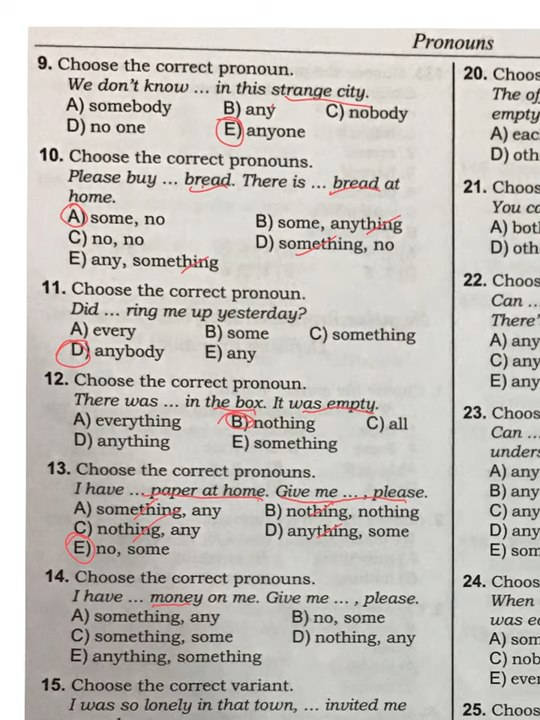 Pronouns
9. Choose the correct pronoun.
We don't know ... in this strange city.
A) somebody B) any C) nobody
D) no one E) anyone
10. Choose the correct pronouns.
Please buy ... bread. There is ... bread at
home.
A) some, no B) some, anything
C) no, no D) something, no
E) any, something
11. Choose the correct pronoun.
Did ... ring me up yesterday?
A) every B) some C) something
D) anybody E) any
12. Choose the correct pronoun.
There was ... in the box. It was empty.
A) everything B) nothing C) all
D) anything E) something
13. Choose the correct pronouns.
I have ... paper at home. Give me ... , please.
A) something, any B) nothing, nothing
C) nothing, any D) anything, some
E) no, some
14. Choose the correct pronouns.
I have ... money on me. Give me ... , please.
A) something, any B) no, some
C) something, some D) nothing, any
E) anything, something
15. Choose the correct variant.
I was so lonely in that town, ... invited me
20. Choos
The of
empty
A) eac
D) oth
21. Choos
You ca
A) bot
D) oth
22. Choos
Can ...
There'
A) any
C) any
E) any
23. Choos
Can ...
unders
A) any
B) any
C) any
D) any
E) som
24. Choos
When
was e
A) som
C) nob
E) ever
25. Choos